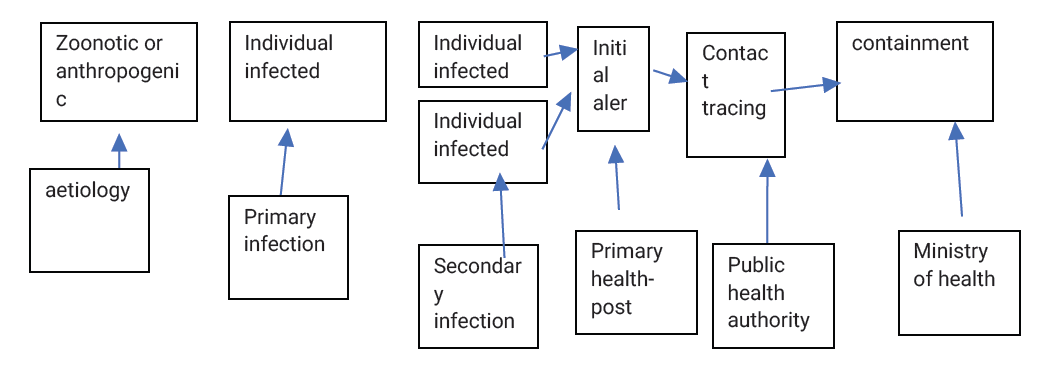 Zoonotic or
anthropogeni
c
Individual
infected
Individual
infected
Individual
infected
Initi
al
aler
Contac
t
tracing
containment
aetiology
Primary
infection
Secondar
y
infection
Primary
health-
post
Public
health
authority
Ministry
of health